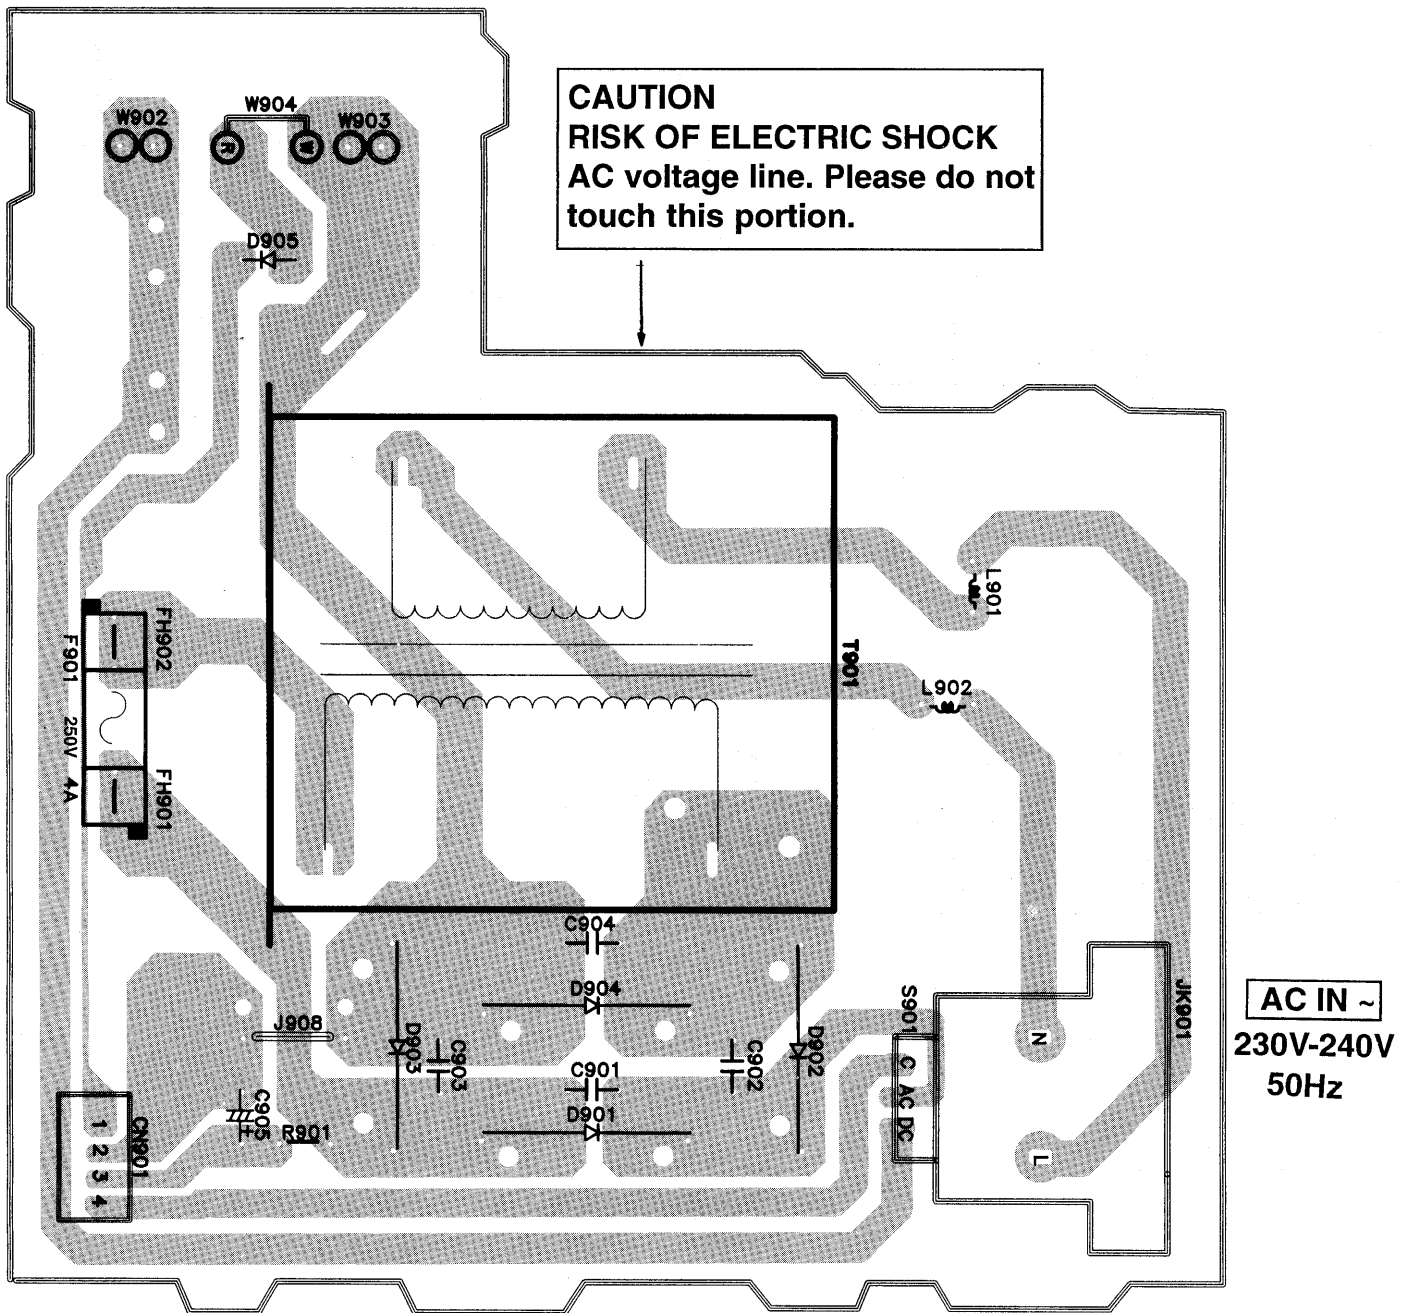 CAUTION
RISK OF ELECTRIC SHOCK
AC voltage line. Please do not
touch this portion.
W902
W904
W903
R
W
D905
L901
L902
T901
FH902
F901
250V
4A
FH901
C904
D904
D903
C903
C902
D902
C901
D901
S901
C
AC
DC
JK901
N
L
AC IN ~
230V-240V
50Hz
J908
C905
+
R901
CN901
1
2
3
4